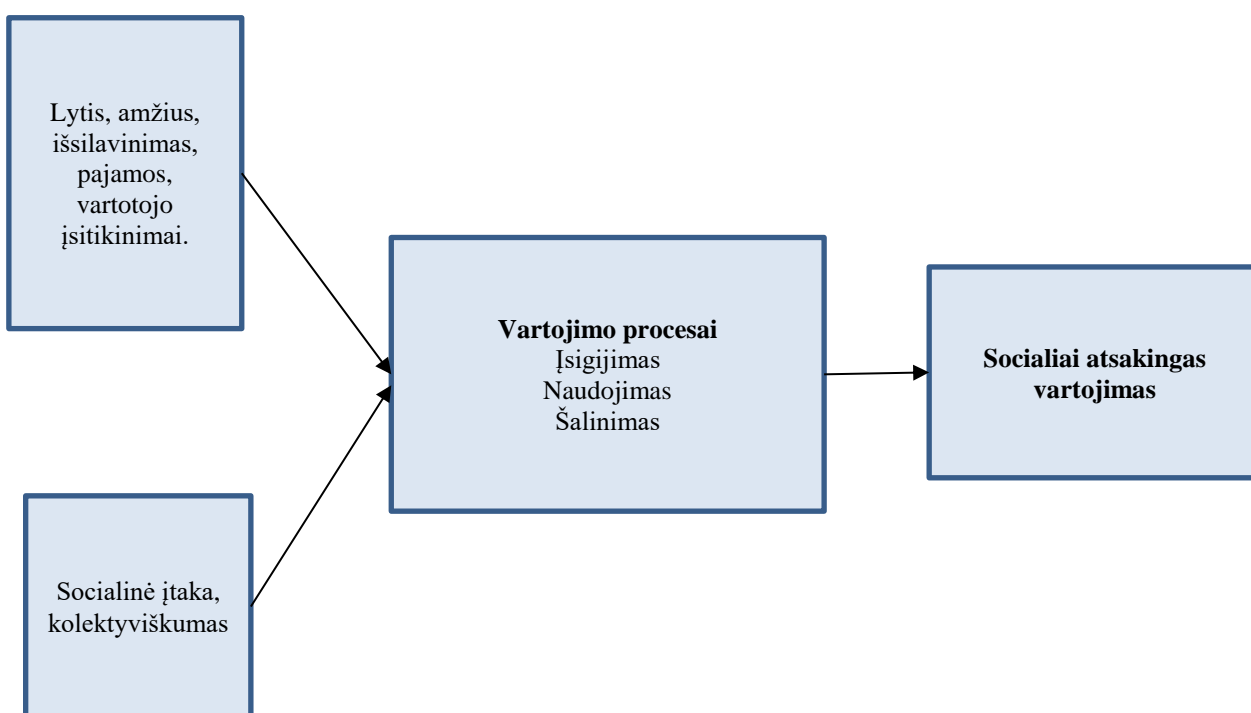 Lytis, amžius,
išsilavinimas,
pajamos,
vartotojo
įsitikinimai.
Socialinė įtaka,
kolektyviškumas
Vartojimo procesai
Įsigijimas
Naudojimas
Šalinimas
Socialiai atsakingas
vartojimas